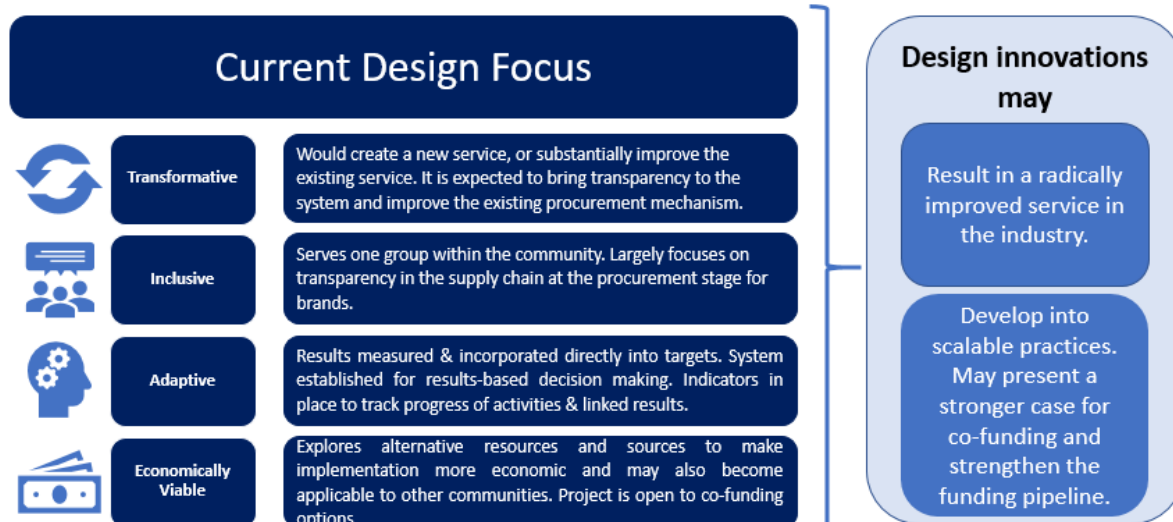 Current Design Focus
Transformative
Would create a new service, or substantially improve the
existing service. It is expected to bring transparency to the
system and improve the existing procurement mechanism.
Inclusive
Serves one group within the community. Largely focuses on
transparency in the supply chain at the procurement stage for
brands.
Adaptive
Results measured & incorporated directly into targets. System
established for results-based decision making. Indicators in
place to track progress of activities & linked results.
Economically
Viable
Explores alternative resources and sources to make
implementation more economic and may also become
applicable to other communities. Project is open to co-funding
options.
Design innovations
may
Result in a radically
improved service in
the industry.
Develop into
scalable practices.
May present a
stronger case for
co-funding and
strengthen the
funding pipeline.